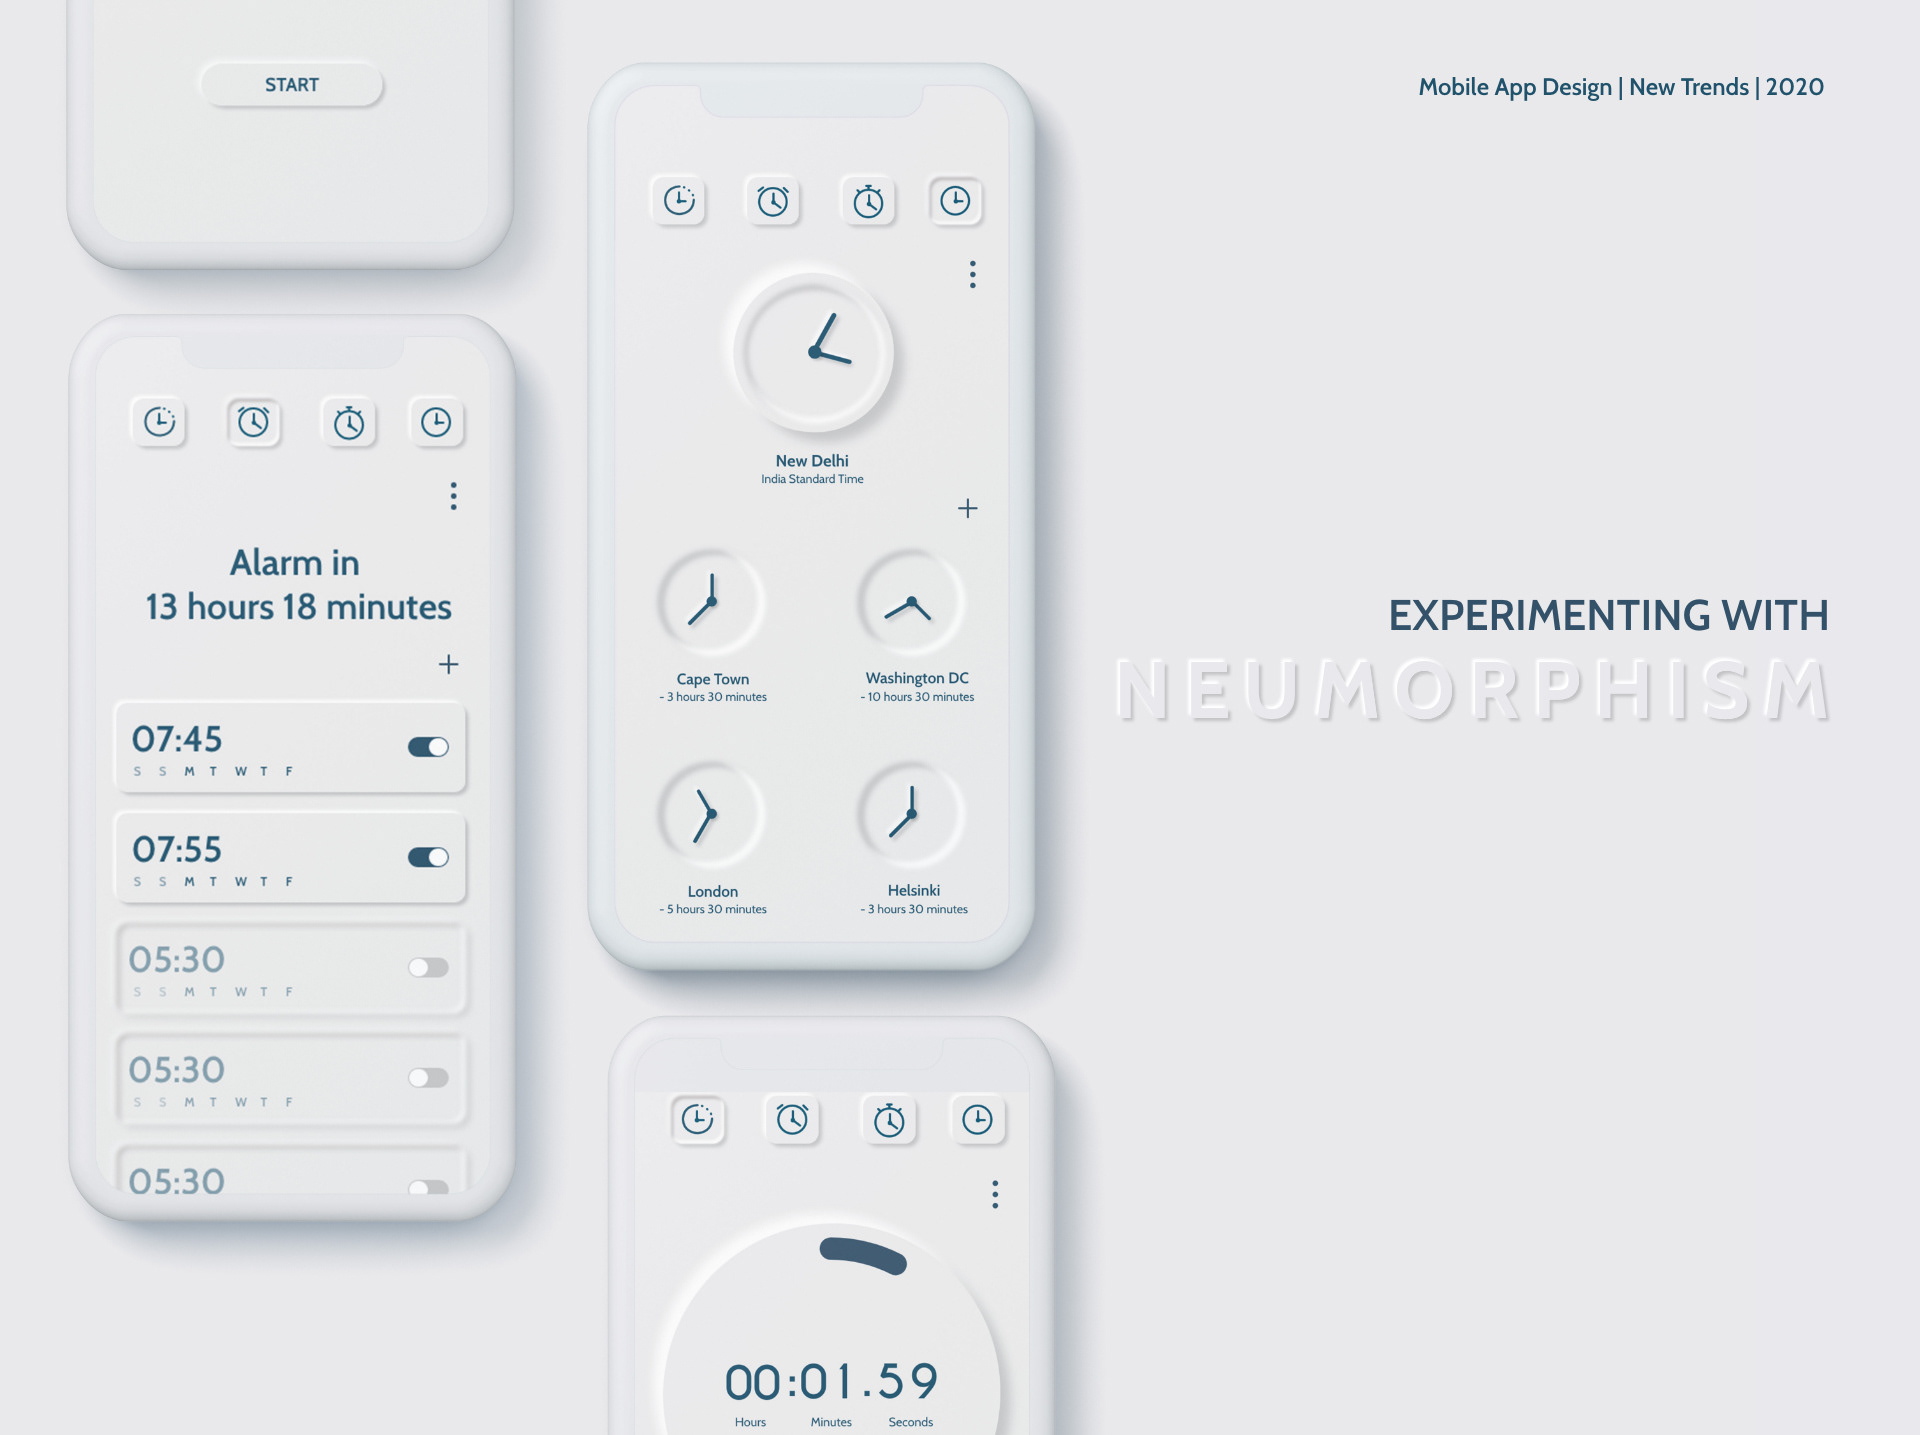 START
Mobile App Design | New Trends | 2020
Alarm in
13 hours 18 minutes
07:45
S S M T W T F
07:55
S S M T W T F
05:30
S S M T W T F
05:30
S S M T W T F
05:30
New Delhi
India Standard Time
Cape Town
- 3 hours 30 minutes
Washington DC
- 10 hours 30 minutes
London
- 5 hours 30 minutes
Helsinki
- 3 hours 30 minutes
00:01.59
Hours Minutes Seconds
EXPERIMENTING WITH
NEUMORPHISM